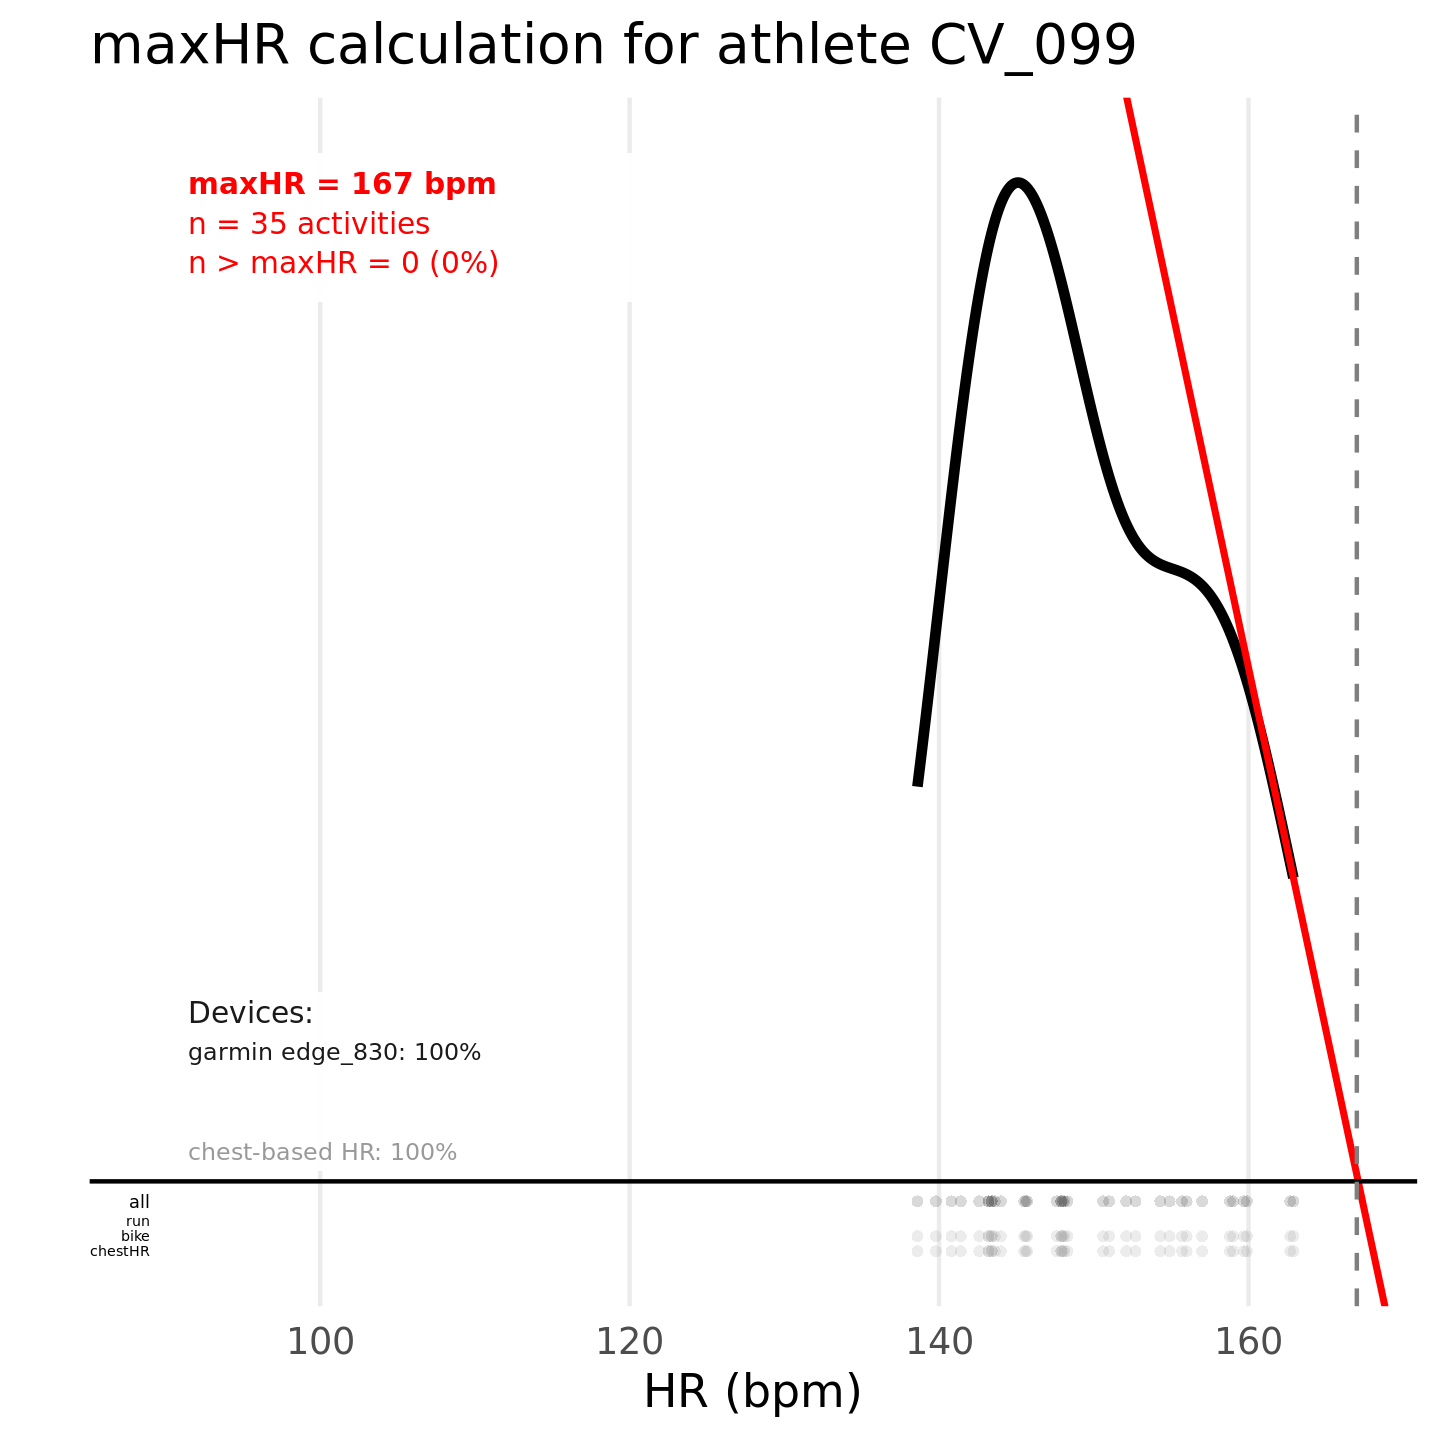 maxHR calculation for athlete CV_099
maxHR = 167 bpm
n = 35 activities
n > maxHR = 0 (0%)
Devices:
garmin edge_830: 100%
chest-based HR: 100%
all
run
bike
chestHR
100 120 140 160
HR (bpm)